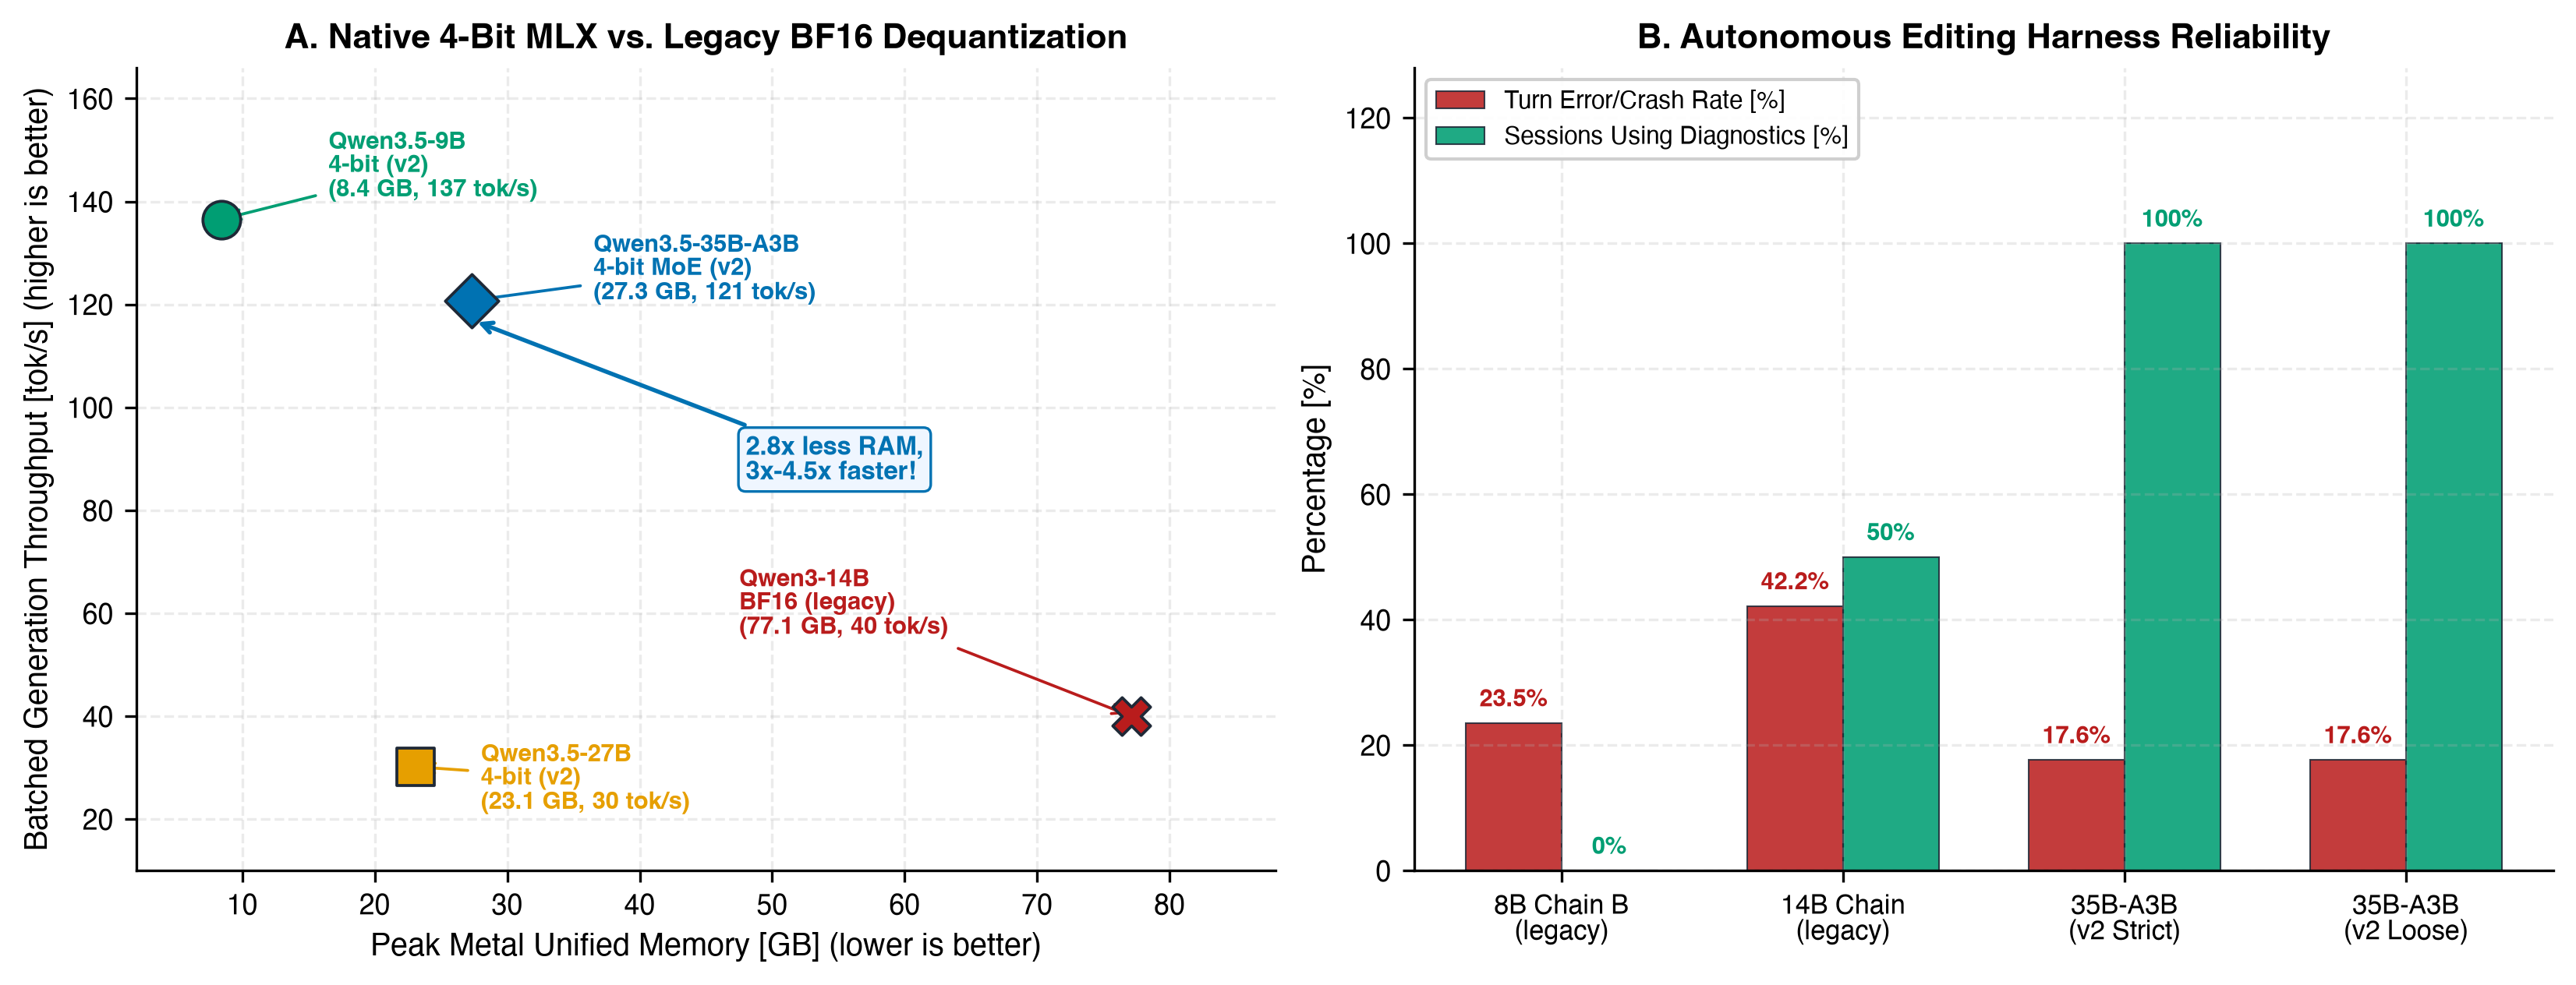 A. Native 4-Bit MLX vs. Legacy BF16 Dequantization
Batched Generation Throughput [tok/s] (higher is better)
160
140
120
100
80
60
40
20
Qwen3.5-9B
4-bit (v2)
(8.4 GB, 137 tok/s)
Qwen3.5-35B-A3B
4-bit MoE (v2)
(27.3 GB, 121 tok/s)
2.8x less RAM,
3x-4.5x faster!
Qwen3-14B
BF16 (legacy)
(77.1 GB, 40 tok/s)
Qwen3.5-27B
4-bit (v2)
(23.1 GB, 30 tok/s)
10 20 30 40 50 60 70 80
Peak Metal Unified Memory [GB] (lower is better)
B. Autonomous Editing Harness Reliability
Turn Error/Crash Rate [%]
Sessions Using Diagnostics [%]
Percentage [%]
120
100
80
60
40
20
0
23.5%
0%
42.2%
50%
17.6%
100%
17.6%
100%
8B Chain B
(legacy)
14B Chain
(legacy)
35B-A3B
(v2 Strict)
35B-A3B
(v2 Loose)